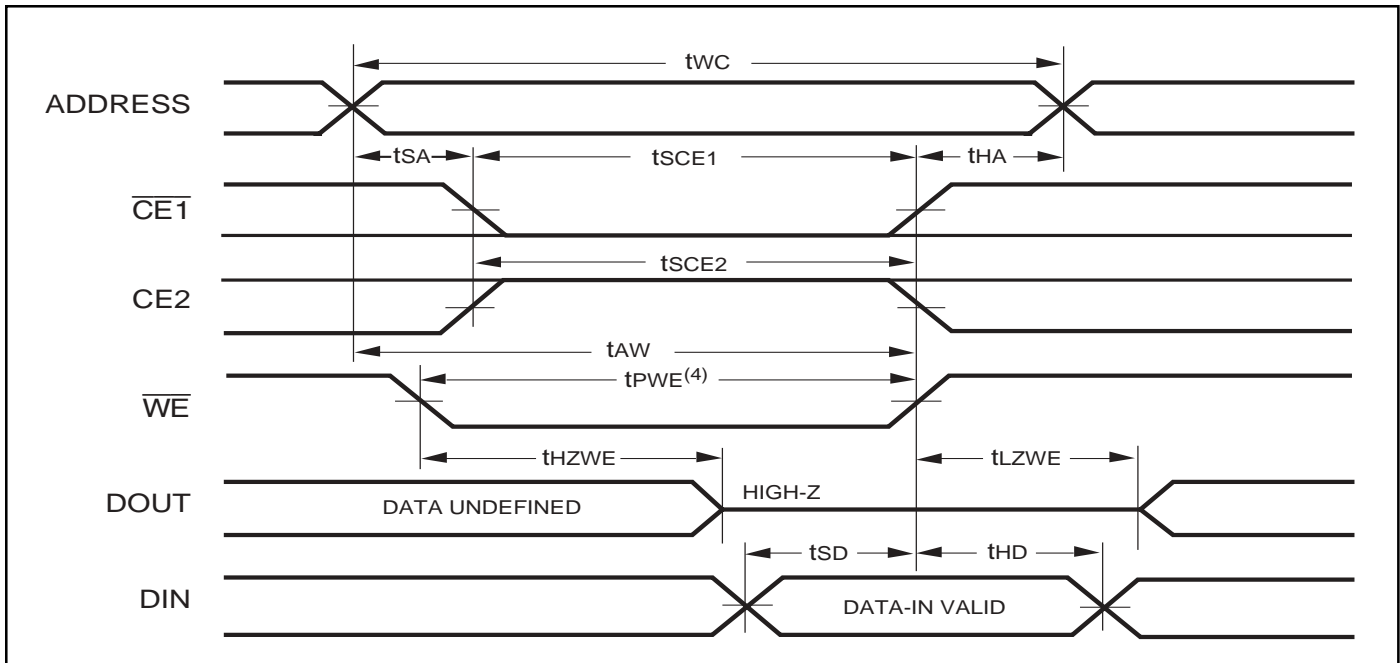 tWC
ADDRESS
tSA tSCE1 tHA
CE1
tSCE2
CE2
tAW
tPWE(4)
WE
tHZWE tLZWE
DOUT DATA UNDEFINED HIGH-Z
tSD tHD
DIN DATA-IN VALID